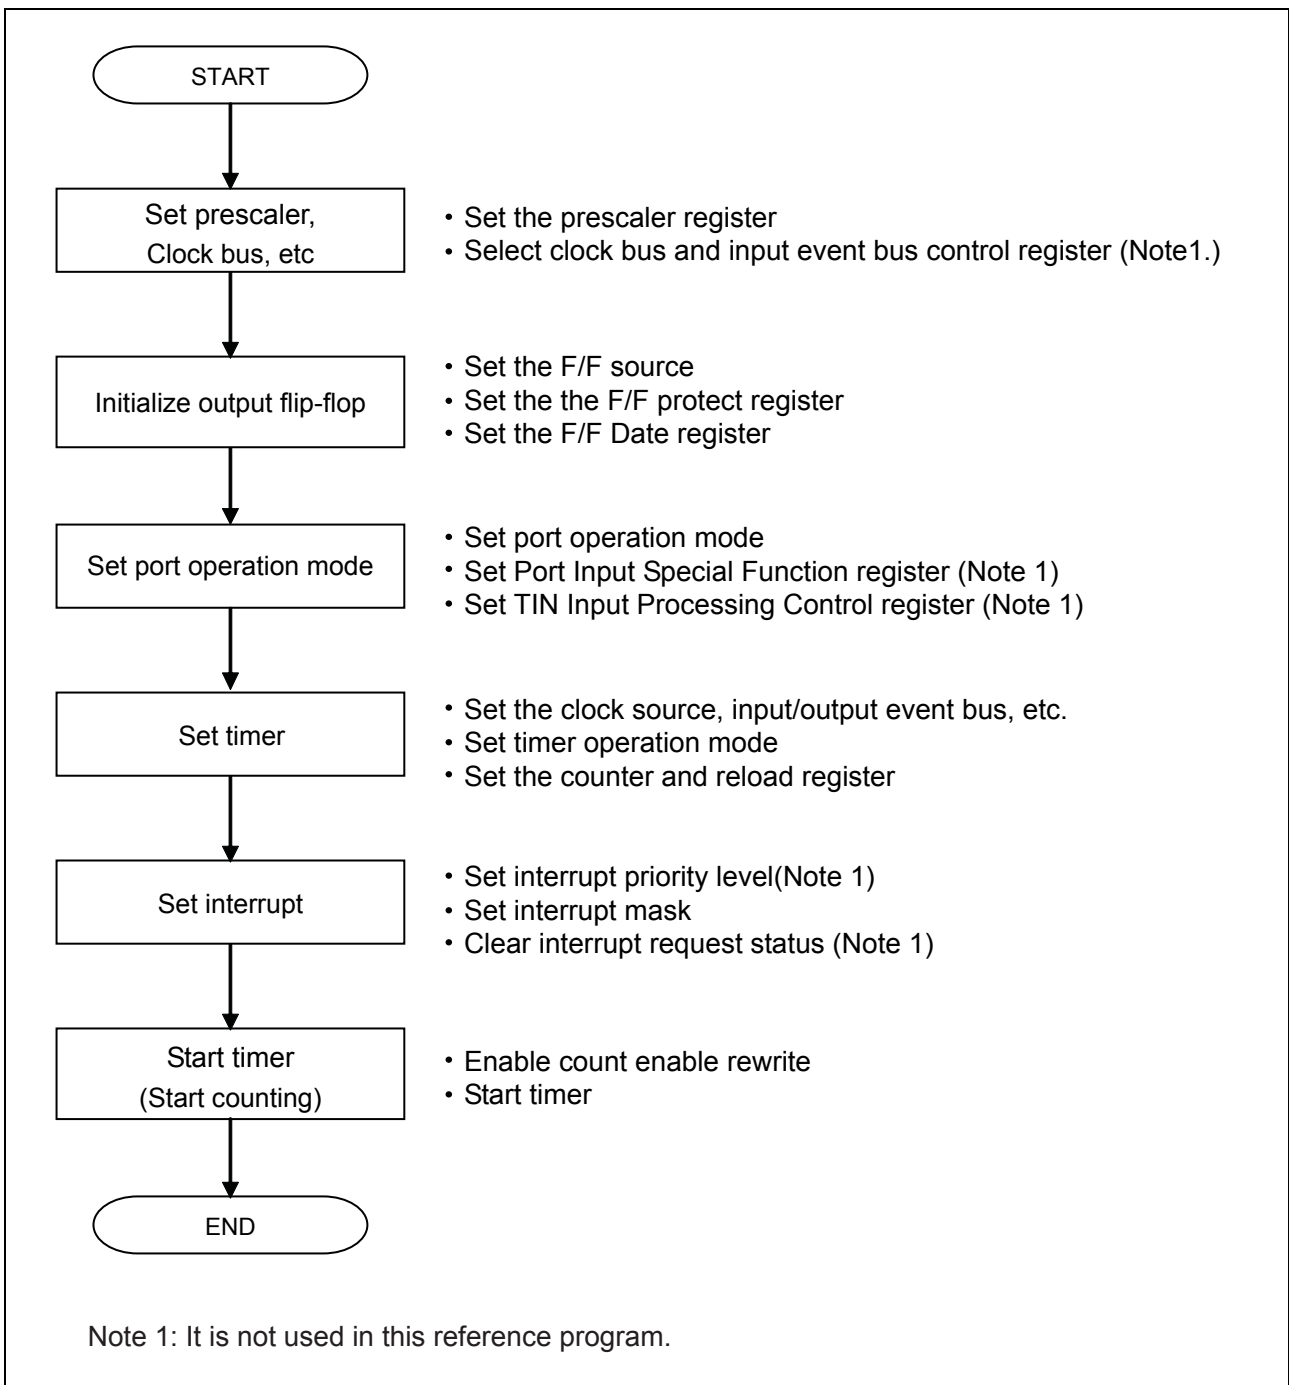 START
Set prescaler,
Clock bus, etc
・Set the prescaler register
・Select clock bus and input event bus control register (Note1.)
Initialize output flip-flop
・Set the F/F source
・Set the the F/F protect register
・Set the F/F Date register
Set port operation mode
・Set port operation mode
・Set Port Input Special Function register (Note 1)
・Set TIN Input Processing Control register (Note 1)
Set timer
・Set the clock source, input/output event bus, etc.
・Set timer operation mode
・Set the counter and reload register
Set interrupt
・Set interrupt priority level(Note 1)
・Set interrupt mask
・Clear interrupt request status (Note 1)
Start timer
(Start counting)
・Enable count enable rewrite
・Start timer
END
Note 1: It is not used in this reference program.